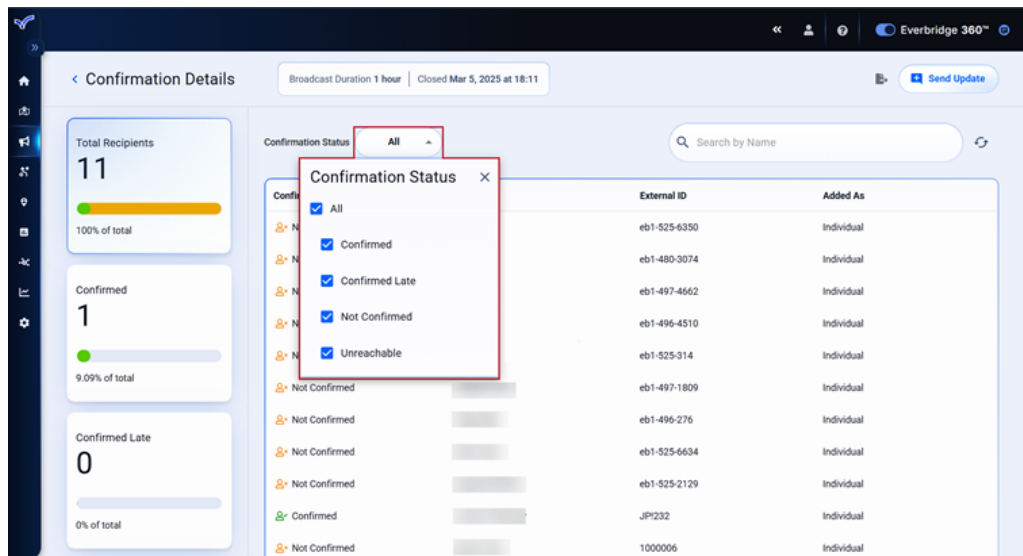 « Everbridge 360™
»
< Confirmation Details
Broadcast Duration 1 hour | Closed Mar 5, 2025 at 18:11
Send Update
Total Recipients
11
100% of total
Confirmed
1
9.09% of total
Confirmed Late
0
0% of total
Confirmation Status All
Search by Name
Confirmation Status ×
All
Confirmed
Confirmed Late
Not Confirmed
Unreachable
Confi External ID Added As
N eb1-525-6350 Individual
N eb1-480-3074 Individual
N eb1-497-4662 Individual
N eb1-496-4510 Individual
N eb1-525-314 Individual
Not Confirmed eb1-497-1809 Individual
Not Confirmed eb1-496-276 Individual
Not Confirmed eb1-525-6634 Individual
Not Confirmed eb1-525-2129 Individual
Confirmed JP!232 Individual
Not Confirmed 1000006 Individual